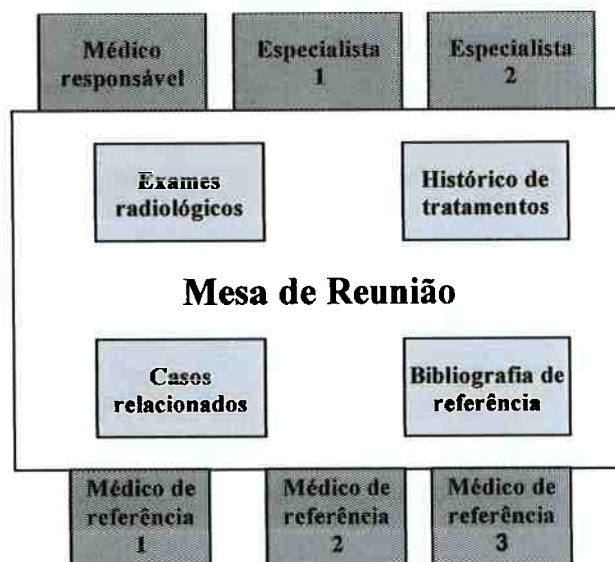 Médico
responsável
Especialista
1
Especialista
2
Exames
radiológicos
Histórico de
tratamentos
Mesa de Reunião
Casos
relacionados
Bibliografia de
referência
Médico de
referência
1
Médico de
referência
2
Médico de
referência
3